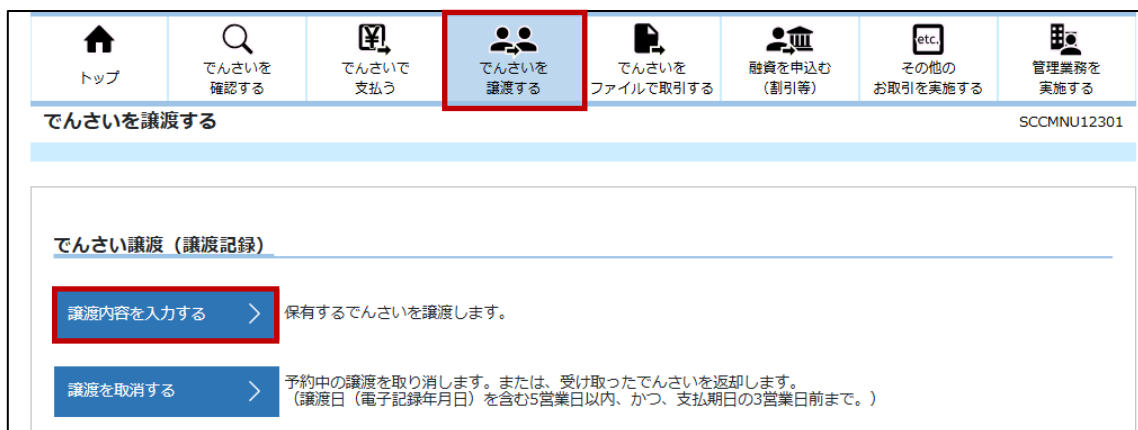 トップ
でんさいを
確認する
でんさいで
支払う
でんさいを
譲渡する
でんさいを
ファイルで取引する
融資を申込む
(割引等)
etc.
その他の
お取引を実施する
管理業務を
実施する
でんさいを譲渡する
SCCMNU12301
でんさい譲渡(譲渡記録)
譲渡内容を入力する
保有するでんさいを譲渡します。
譲渡を取消する
予約中の譲渡を取り消します。または、受け取ったでんさいを返却します。
(譲渡日(電子記録年月日)を含む5営業日以内、かつ、支払期日の3営業日前まで。)